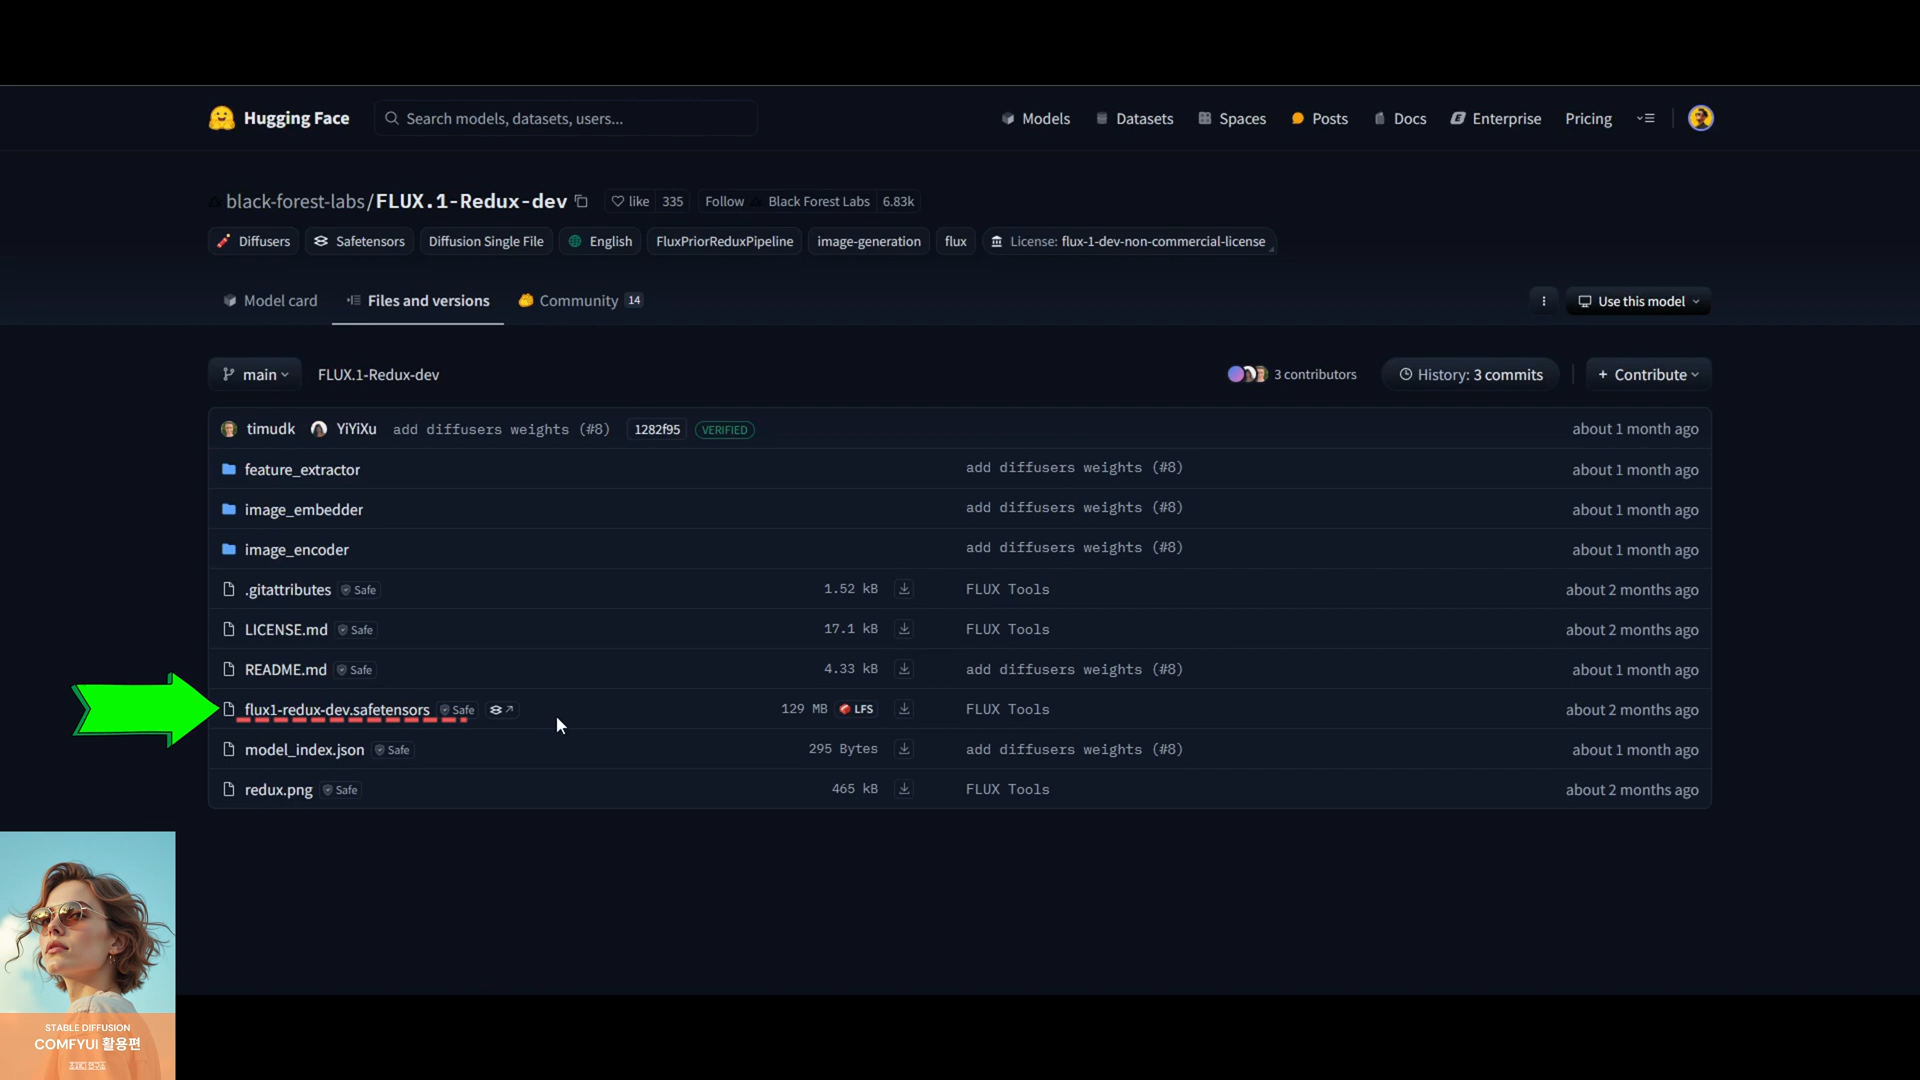 Hugging Face
Search models, datasets, users...
Models
Datasets
Spaces
Posts
Docs
Enterprise
Pricing
black-forest-labs/FLUX.1-Redux-dev
like 335
Follow Black Forest Labs 6.83k
Diffusers
Safetensors
Diffusion Single File
English
FluxPriorReduxPipeline
image-generation
flux
License: flux-1-dev-non-commercial-license
Model card
Files and versions
Community 14
Use this model
main
FLUX.1-Redux-dev
3 contributors
History: 3 commits
+ Contribute
timudk YiYiXu add diffusers weights (#8) 1282f95 VERIFIED about 1 month ago
feature_extractor add diffusers weights (#8) about 1 month ago
image_embedder add diffusers weights (#8) about 1 month ago
image_encoder add diffusers weights (#8) about 1 month ago
.gitattributes Safe 1.52 kB FLUX Tools about 2 months ago
LICENSE.md Safe 17.1 kB FLUX Tools about 2 months ago
README.md Safe 4.33 kB add diffusers weights (#8) about 1 month ago
flux1-redux-dev.safetensors Safe 129 MB LFS FLUX Tools about 2 months ago
model_index.json Safe 295 Bytes add diffusers weights (#8) about 1 month ago
redux.png Safe 465 kB FLUX Tools about 2 months ago
STABLE DIFFUSION
COMFYUI 활용편